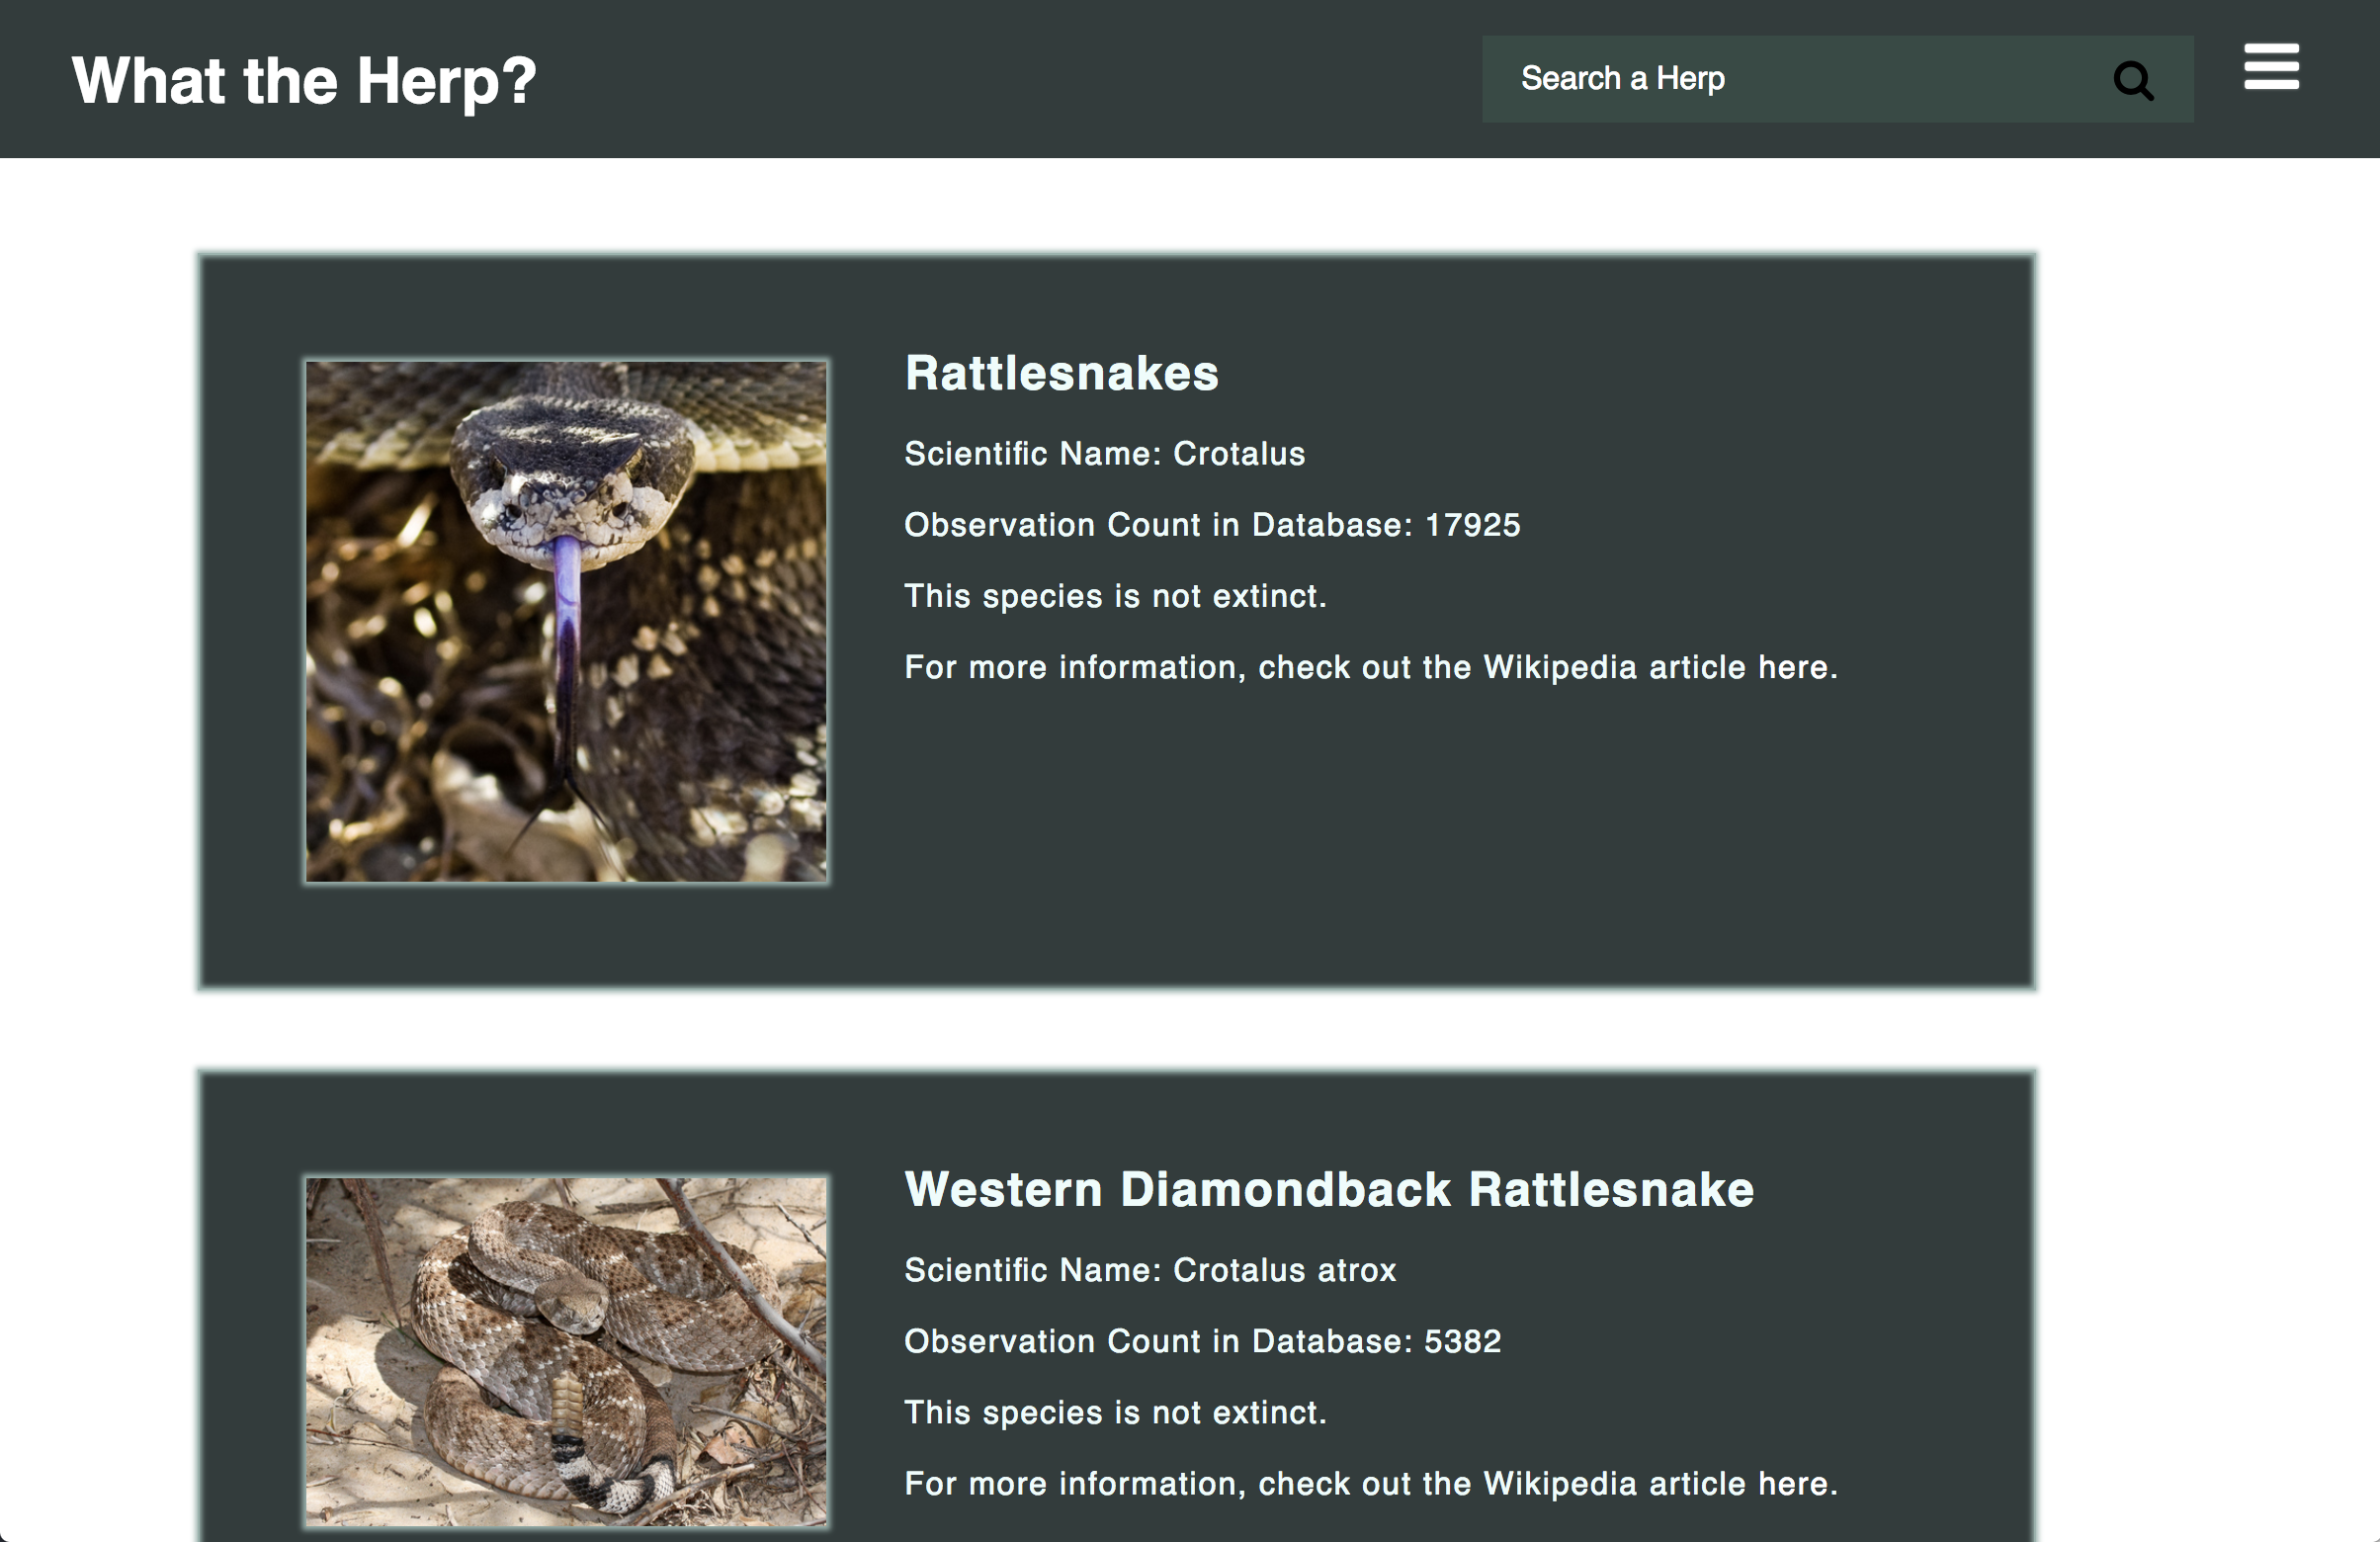 What the Herp?
Search a Herp
Rattlesnakes
Scientific Name: Crotalus
Observation Count in Database: 17925
This species is not extinct.
For more information, check out the Wikipedia article here.
Western Diamondback Rattlesnake
Scientific Name: Crotalus atrox
Observation Count in Database: 5382
This species is not extinct.
For more information, check out the Wikipedia article here.